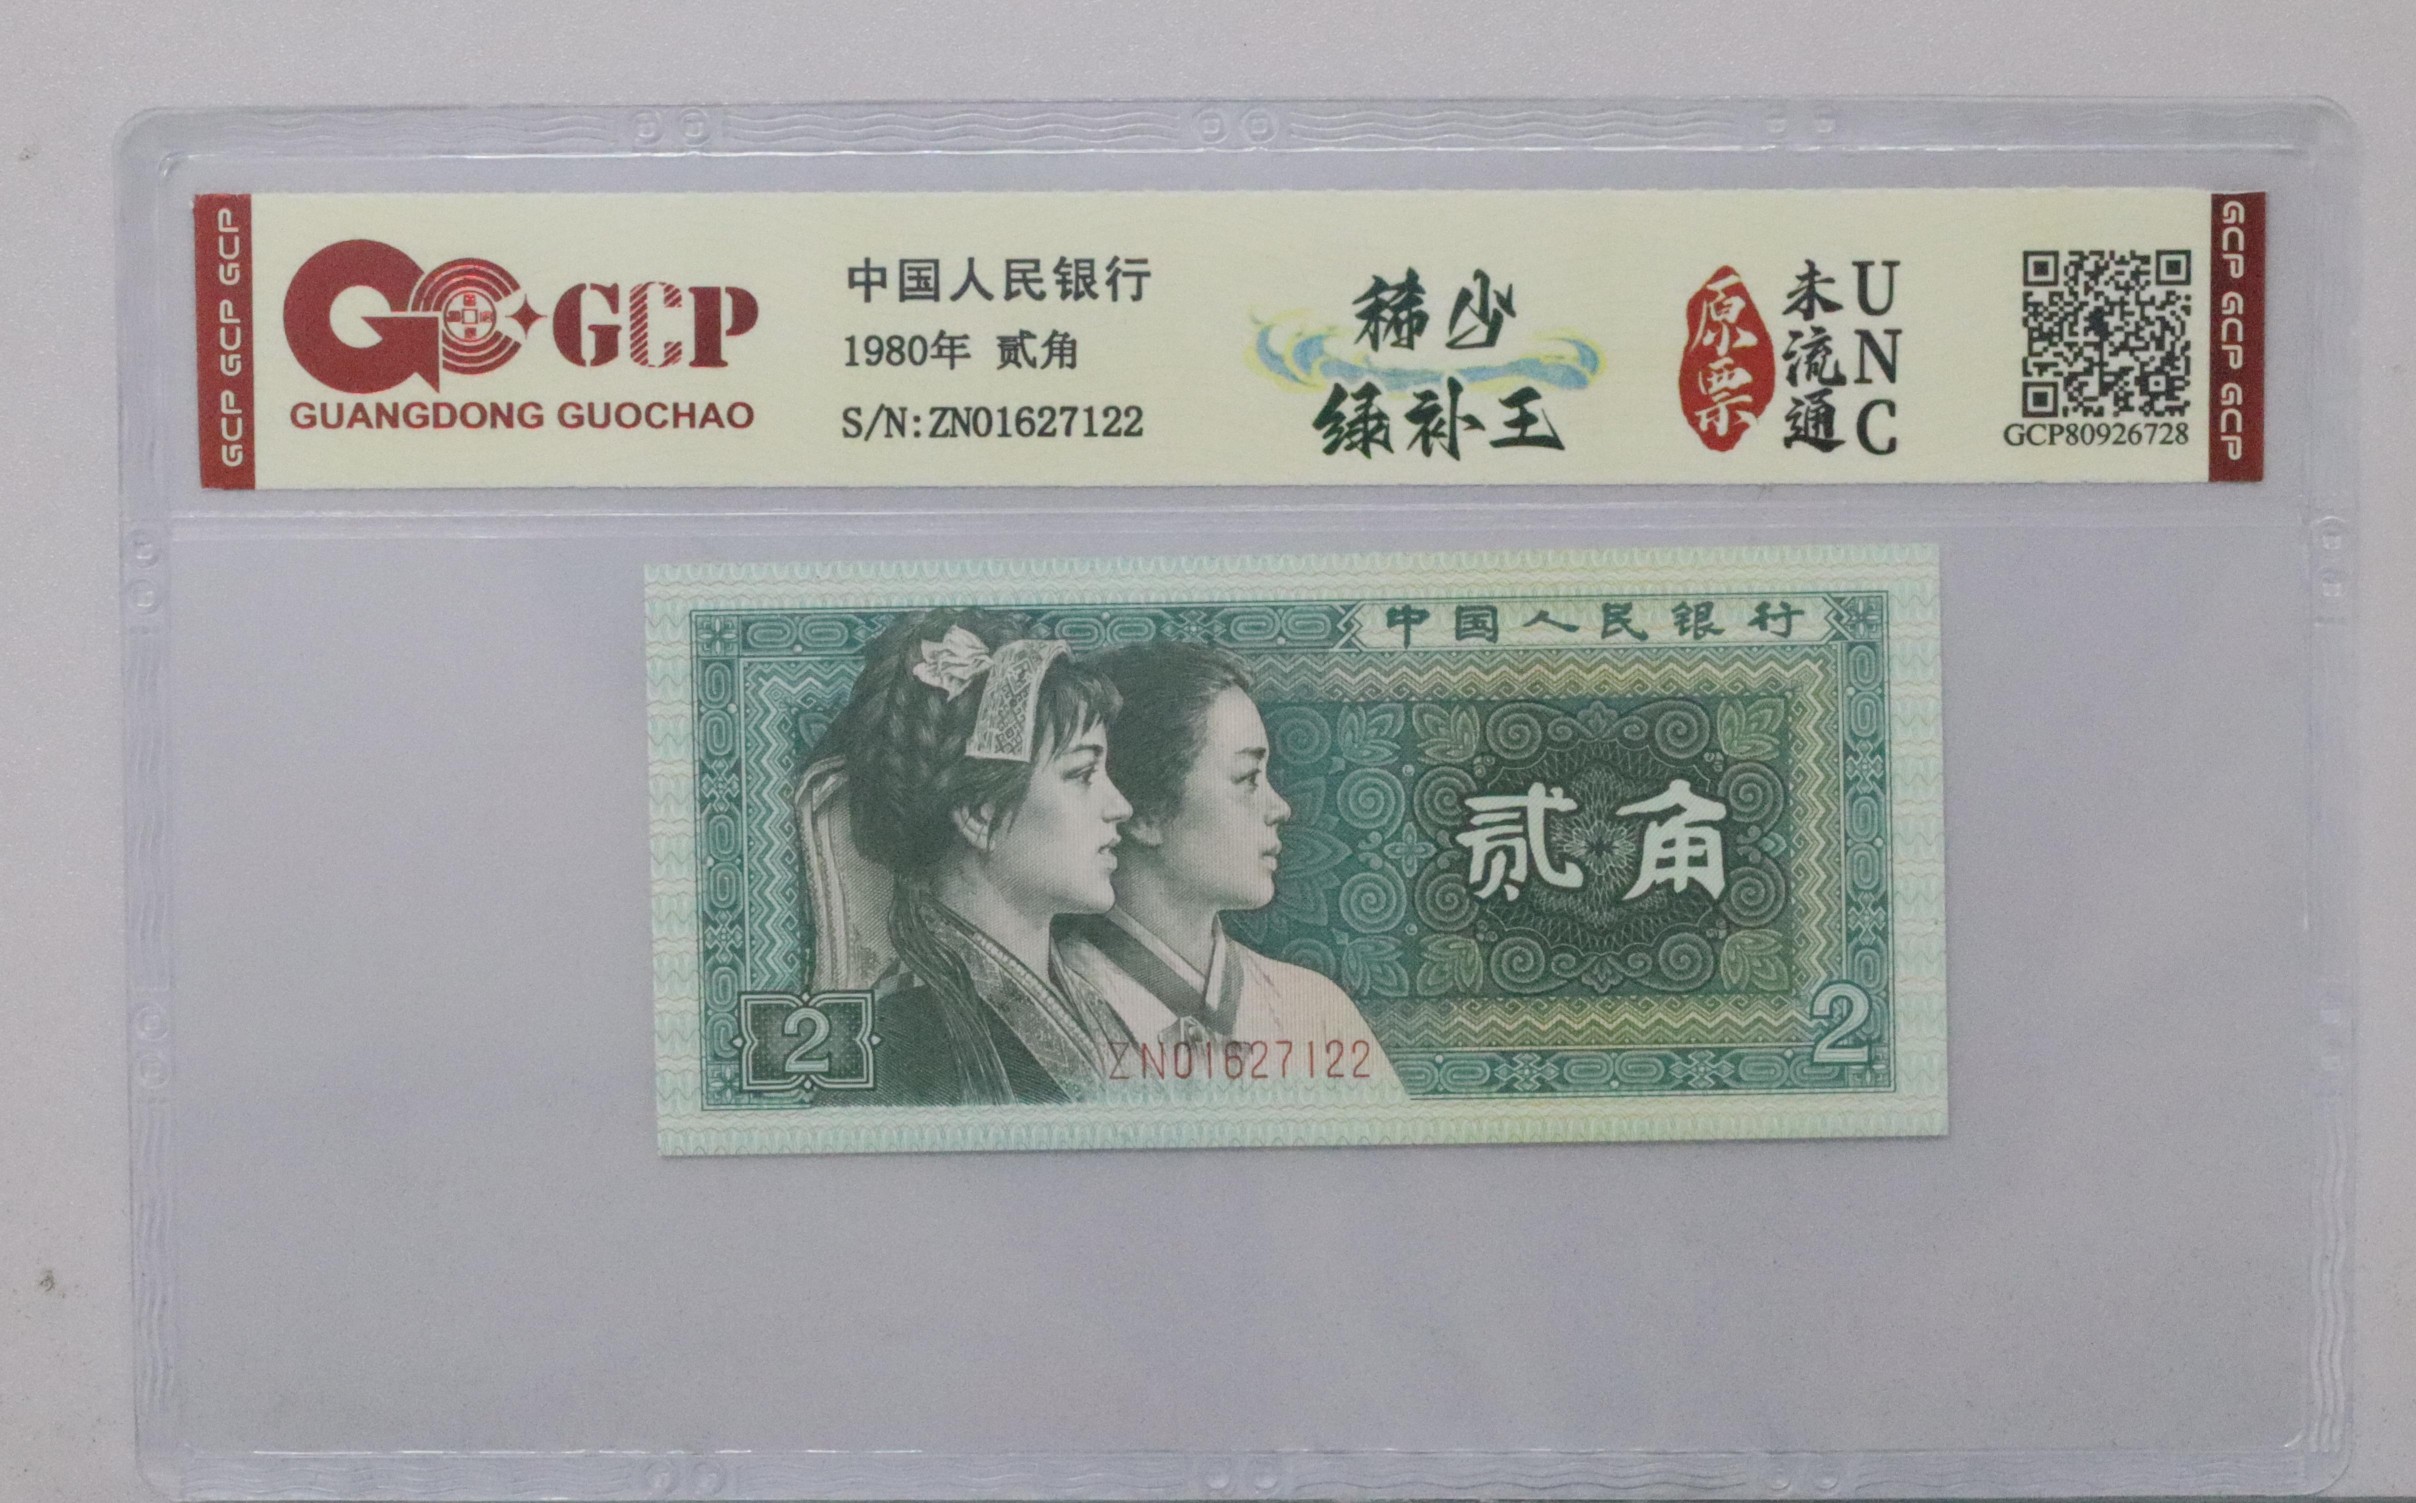 GCP GCP GCP
GCP
GUANGDONG GUOCHAO
中国人民银行
1980年 贰角
S/N:ZN01627122
稀少
绿补王
原票
未流通
UNC
GCP80926728
GCP GCP GCP
中国人民银行
贰角
2
2
ZN01627122